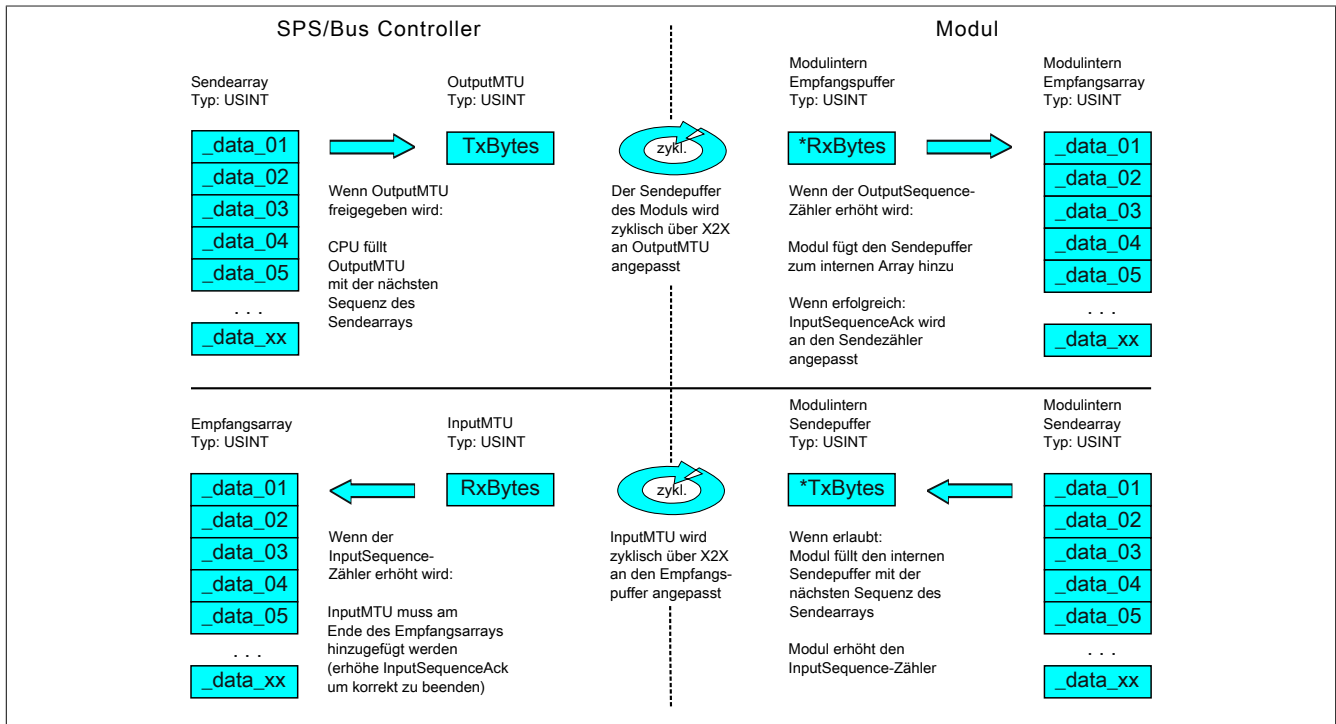 SPS/Bus Controller
Modul
Sendearray
Typ: USINT
_data_01
_data_02
_data_03
_data_04
_data_05
. . .
_data_xx
OutputMTU
Typ: USINT
TxBytes
Wenn OutputMTU
freigegeben wird:
CPU füllt
OutputMTU
mit der nächsten
Sequenz des
Sendearrays
zykl.
Der Sendepuffer
des Moduls wird
zyklisch über X2X
an OutputMTU
angepasst
Modulintern
Empfangspuffer
Typ: USINT
*RxBytes
Wenn der OutputSequence-
Zähler erhöht wird:
Modul fügt den Sendepuffer
zum internen Array hinzu
Wenn erfolgreich:
InputSequenceAck wird
an den Sendezähler
angepasst
Modulintern
Empfangsarray
Typ: USINT
_data_01
_data_02
_data_03
_data_04
_data_05
. . .
_data_xx
Empfangsarray
Typ: USINT
_data_01
_data_02
_data_03
_data_04
_data_05
. . .
_data_xx
InputMTU
Typ: USINT
RxBytes
Wenn der
InputSequence-
Zähler erhöht wird:
InputMTU muss am
Ende des Empfangsarrays
hinzugefügt werden
(erhöhe InputSequenceAck
um korrekt zu beenden)
zykl.
InputMTU wird
zyklisch über X2X
an den Empfangs-
puffer angepasst
Modulintern
Sendepuffer
Typ: USINT
*TxBytes
Wenn erlaubt:
Modul füllt den internen
Sendepuffer mit der
nächsten Sequenz des
Sendearrays
Modul erhöht den
InputSequence-Zähler
Modulintern
Sendearray
Typ: USINT
_data_01
_data_02
_data_03
_data_04
_data_05
. . .
_data_xx